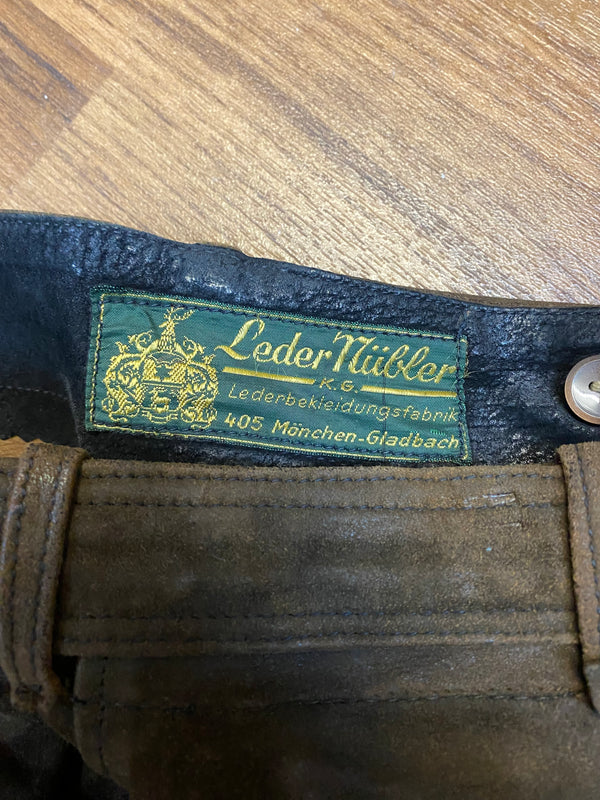 Leder Nübler
K.G.
Lederbekleidungsfabrik
405 Mönchen-Gladbach